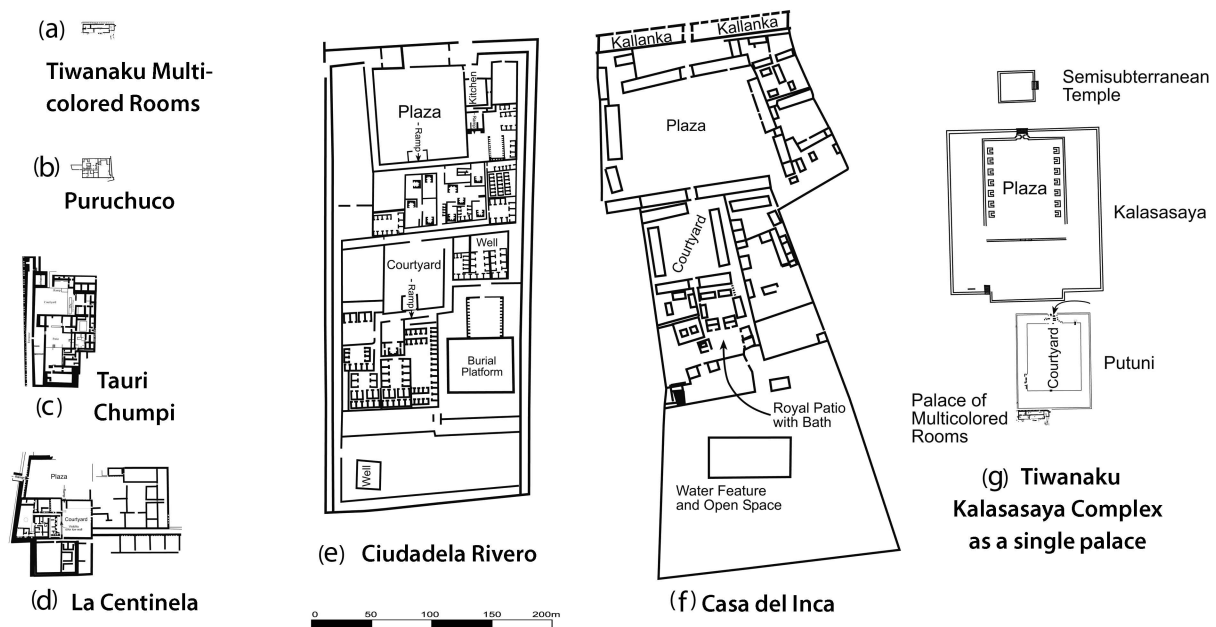 (a)
Tiwanaku Multi-
colored Rooms
(b)
Puruchuco
(c)
Tauri
Chumpi
Plaza
Courtyard
(d) La Centinela
Plaza
Kitchen
Ramp
Well
Courtyard
Ramp
Burial
Platform
Well
(e) Ciudadela Rivero
0 50 100 150 200m
Kallanka
Kallanka
Plaza
Courtyard
Royal Patio
with Bath
Water Feature
and Open Space
(f) Casa del Inca
Semisubterranean
Temple
Plaza
Kalasasaya
Courtyard
Putuni
Palace of
Multicolored
Rooms
(g) Tiwanaku
Kalasasaya Complex
as a single palace